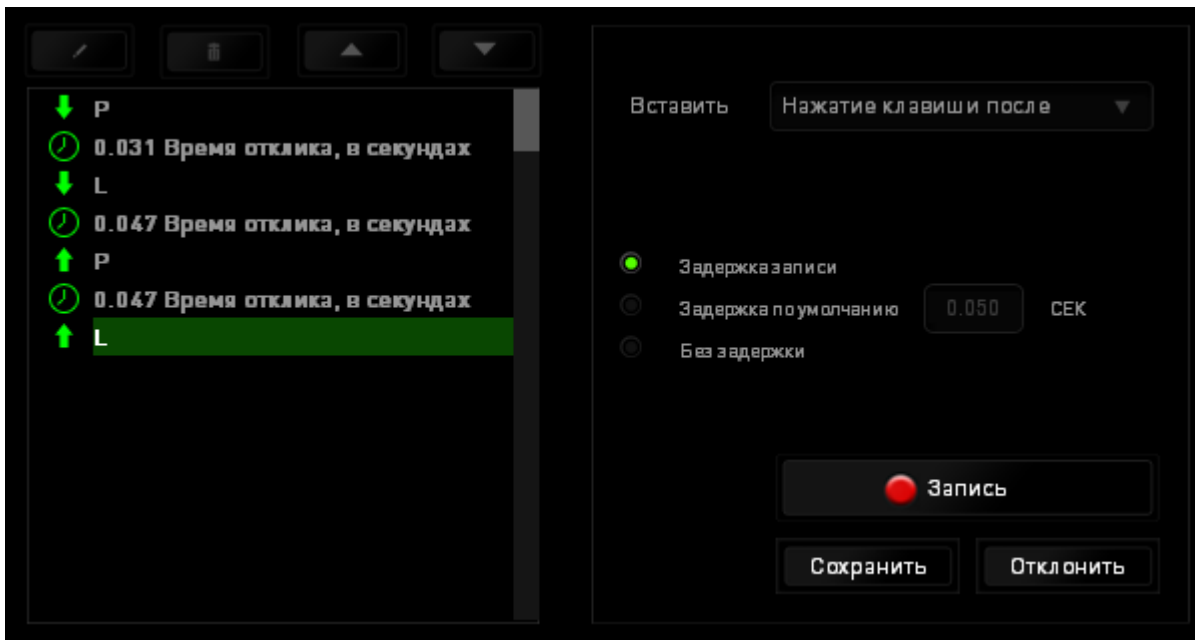 P
0.031 Время отклика, в секундах
L
0.047 Время отклика, в секундах
P
0.047 Время отклика, в секундах
L
Вставить Нажатие клавиши после
Задержка записи
Задержка по умолчанию 0.050 СЕК
Без задержки
Запись
Сохранить Отклонить